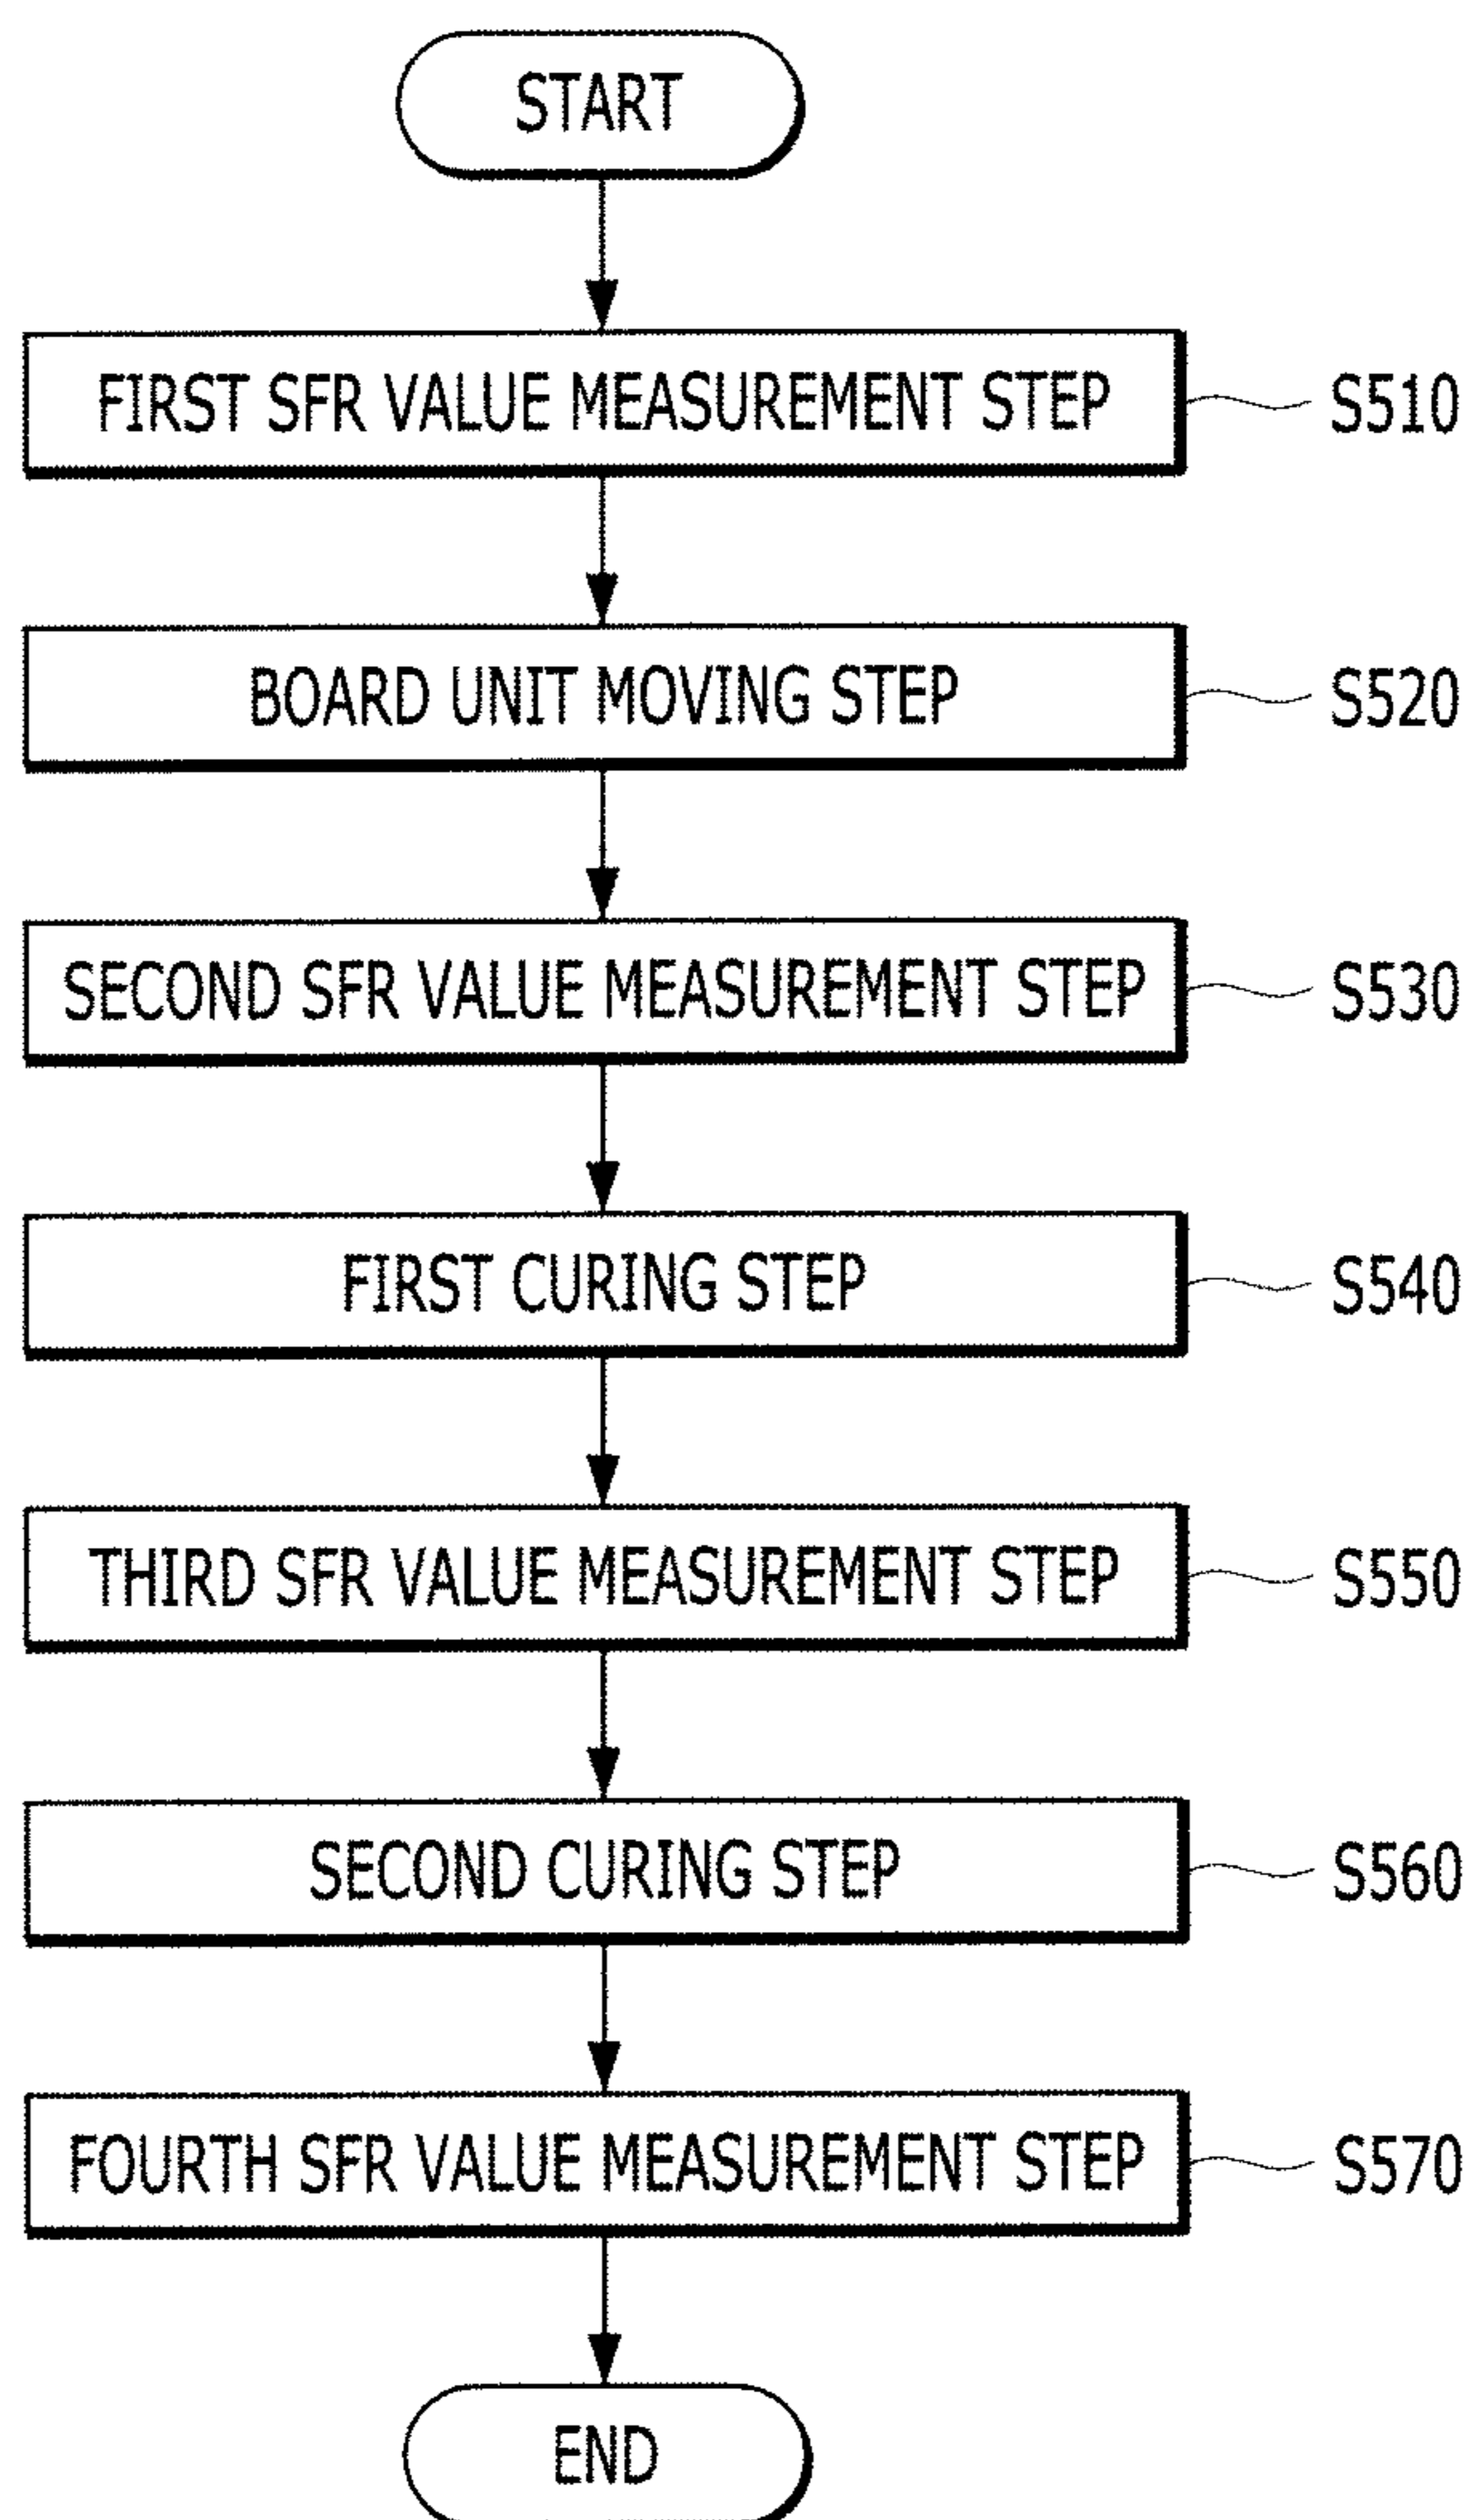 START
FIRST SFR VALUE MEASUREMENT STEP S510
BOARD UNIT MOVING STEP S520
SECOND SFR VALUE MEASUREMENT STEP S530
FIRST CURING STEP S540
THIRD SFR VALUE MEASUREMENT STEP S550
SECOND CURING STEP S560
FOURTH SFR VALUE MEASUREMENT STEP S570
END